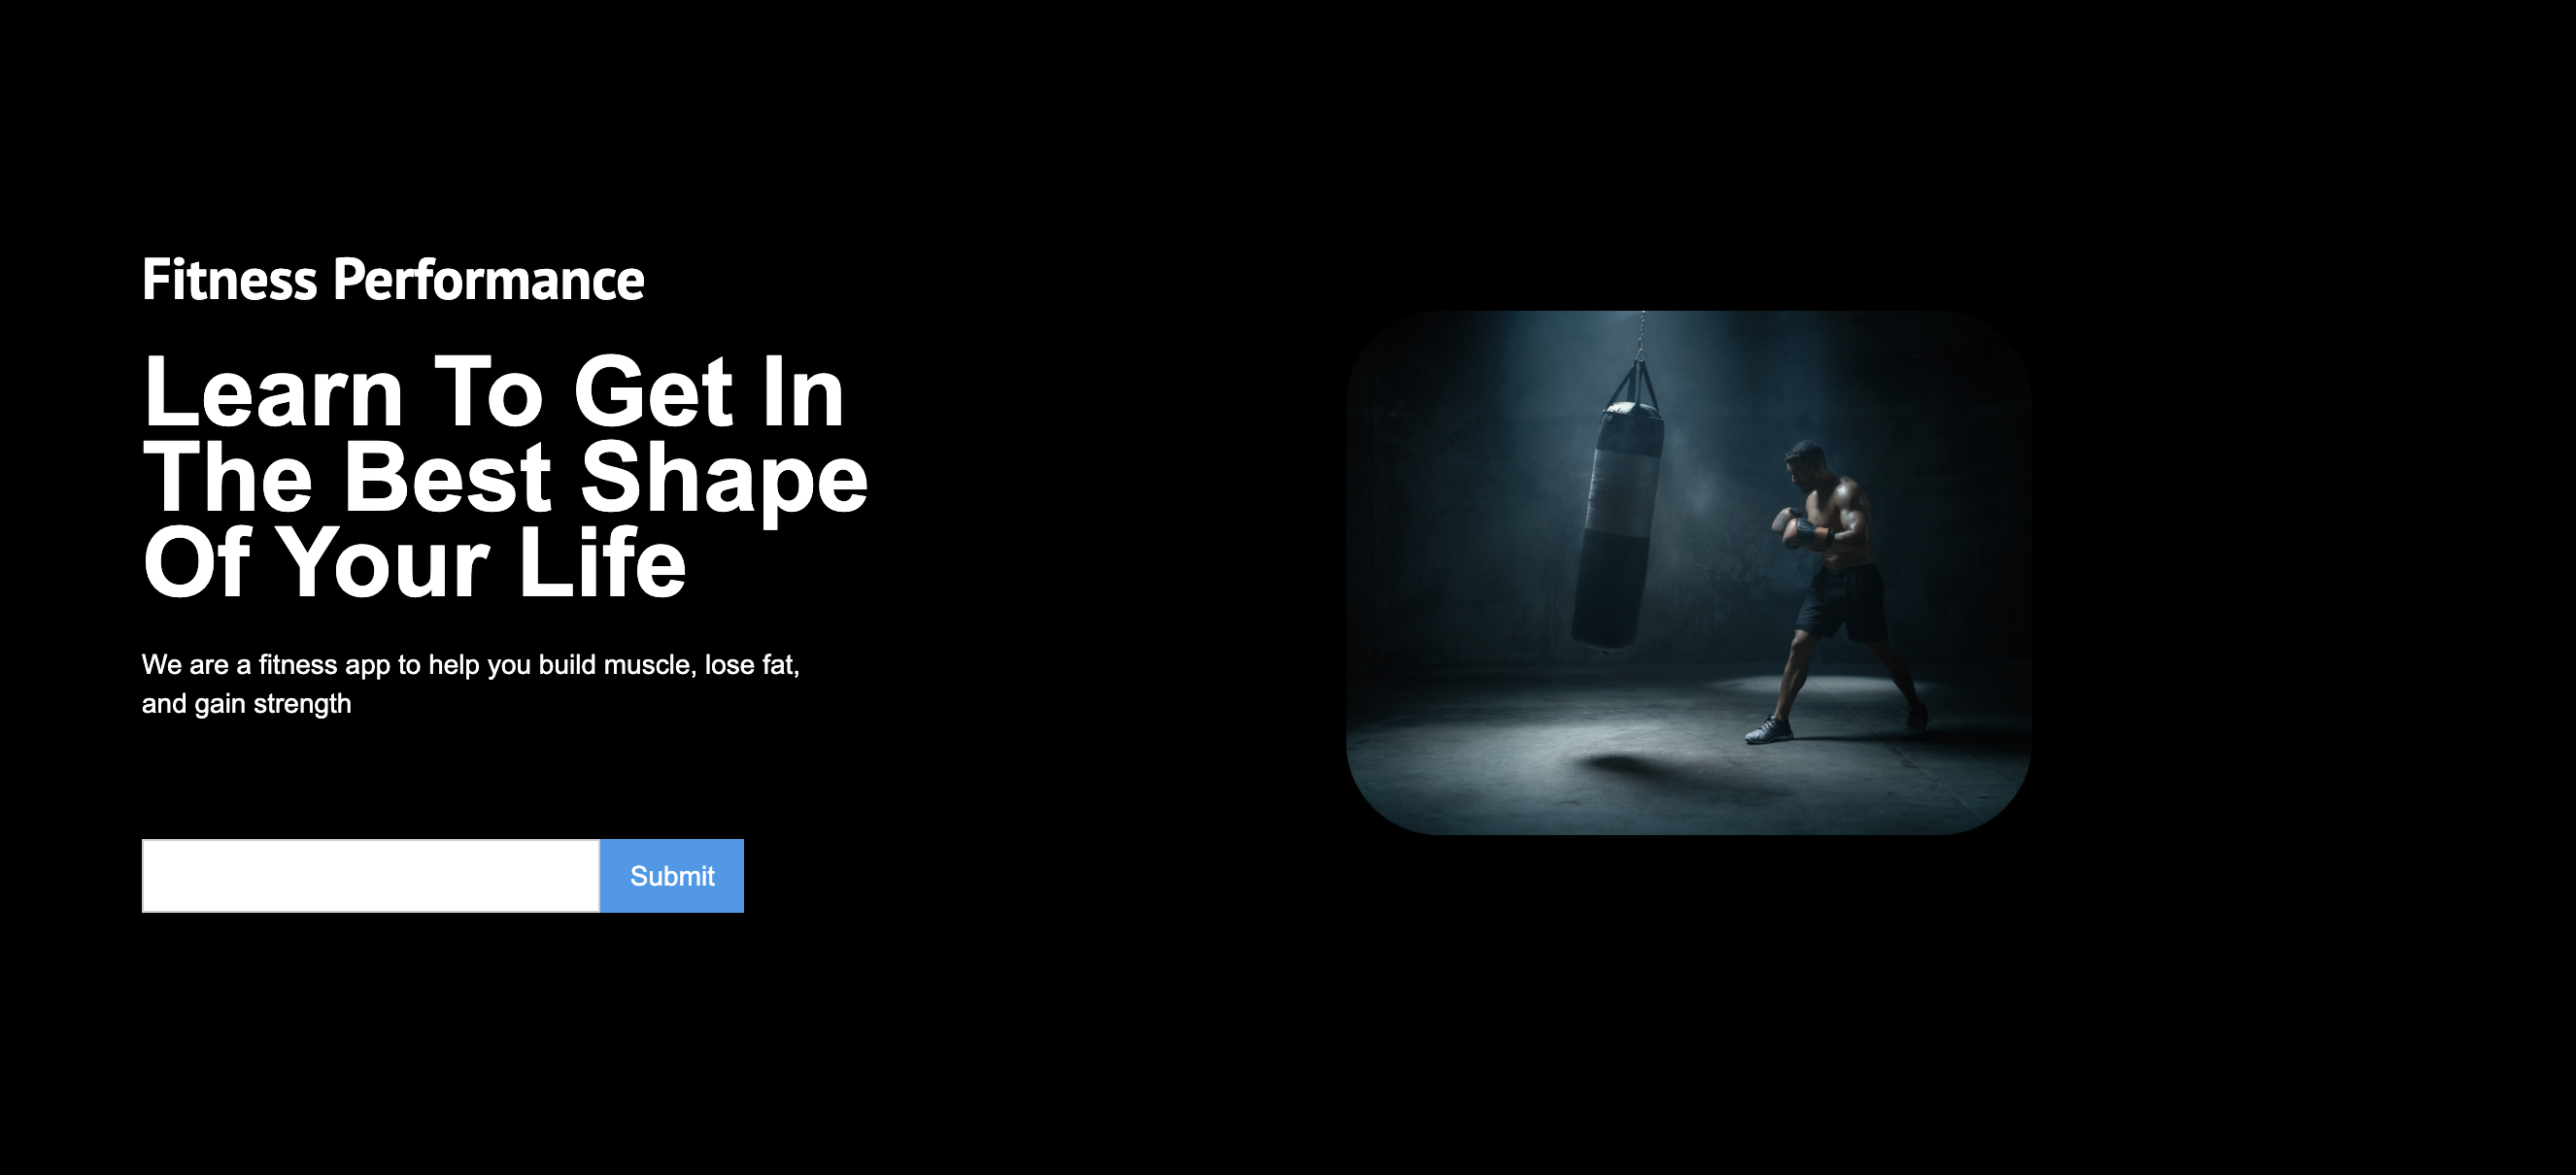 Fitness Performance
Learn To Get In
The Best Shape
Of Your Life
We are a fitness app to help you build muscle, lose fat,
and gain strength
Submit